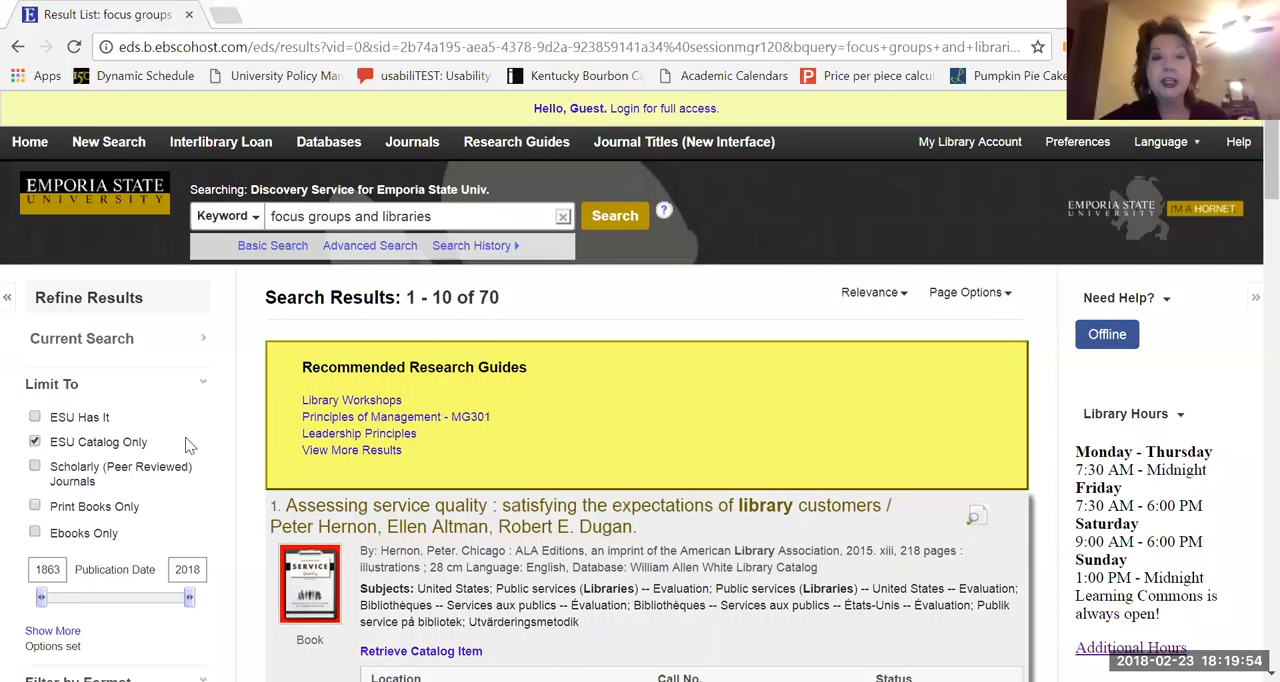 Result List: focus groups
eds.b.ebscohost.com/eds/results?vid=0&sid=2b74a195-aea5-4378-9d2a-923859141a34%40sessionmgr120&bquery=focus+groups+and+librari...
Apps Dynamic Schedule University Policy Man usabiliTEST: Usability Kentucky Bourbon C Academic Calendars Price per piece calcul Pumpkin Pie Cake
Hello, Guest. Login for full access.
Home New Search Interlibrary Loan Databases Journals Research Guides Journal Titles (New Interface) My Library Account Preferences Language Help
EMPORIA STATE
UNIVERSITY
Searching: Discovery Service for Emporia State Univ.
Keyword focus groups and libraries Search ?
Basic Search Advanced Search Search History
EMPORIA STATE
UNIVERSITY
I'M A HORNET
Refine Results
Current Search
Limit To
ESU Has It
ESU Catalog Only
Scholarly (Peer Reviewed)
Journals
Print Books Only
Ebooks Only
1863 Publication Date 2018
Show More
Options set
Filter by Format
Search Results: 1 - 10 of 70
Relevance Page Options
Recommended Research Guides
Library Workshops
Principles of Management - MG301
Leadership Principles
View More Results
1. Assessing service quality : satisfying the expectations of library customers /
Peter Hernon, Ellen Altman, Robert E. Dugan.
SERVICE
Book
By: Hernon, Peter. Chicago : ALA Editions, an imprint of the American Library Association, 2015. xiii, 218 pages :
illustrations ; 28 cm Language: English, Database: William Allen White Library Catalog
Subjects: United States; Public services (Libraries) -- Evaluation; Public services (Libraries) -- United States -- Evaluation;
Bibliothèques -- Services aux publics -- Évaluation; Bibliothèques -- Services aux publics -- États-Unis -- Évaluation; Publik
service på bibliotek; Utvärderingsmetodik
Retrieve Catalog Item
Location Call No. Status
Need Help?
Offline
Library Hours
Monday - Thursday
7:30 AM - Midnight
Friday
7:30 AM - 6:00 PM
Saturday
9:00 AM - 6:00 PM
Sunday
1:00 PM - Midnight
Learning Commons is
always open!
Additional Hours
2018-02-23 18:19:54